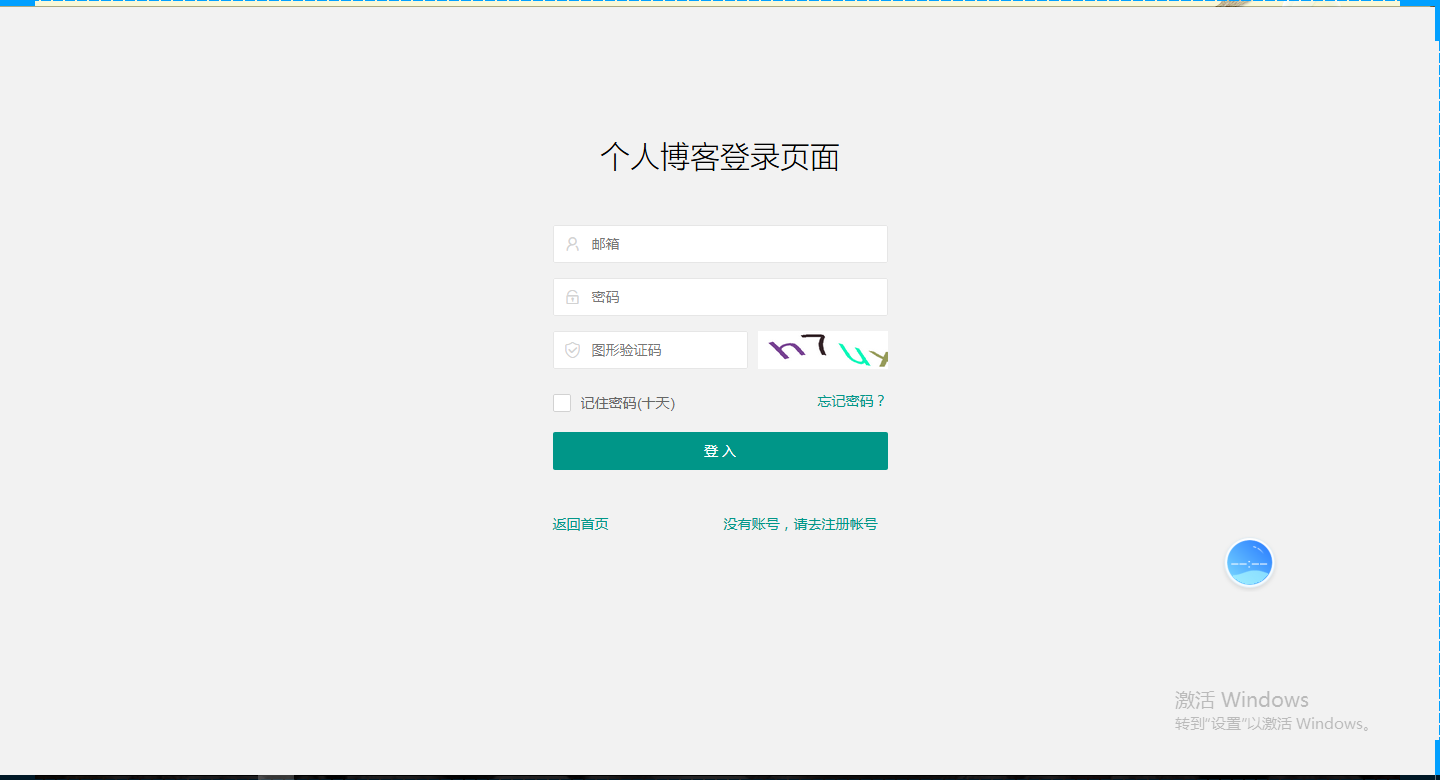 个人博客登录页面
邮箱
密码
图形验证码
记住密码(十天)
忘记密码？
登 入
返回首页
没有账号，请去注册帐号
激活 Windows
转到“设置”以激活 Windows。